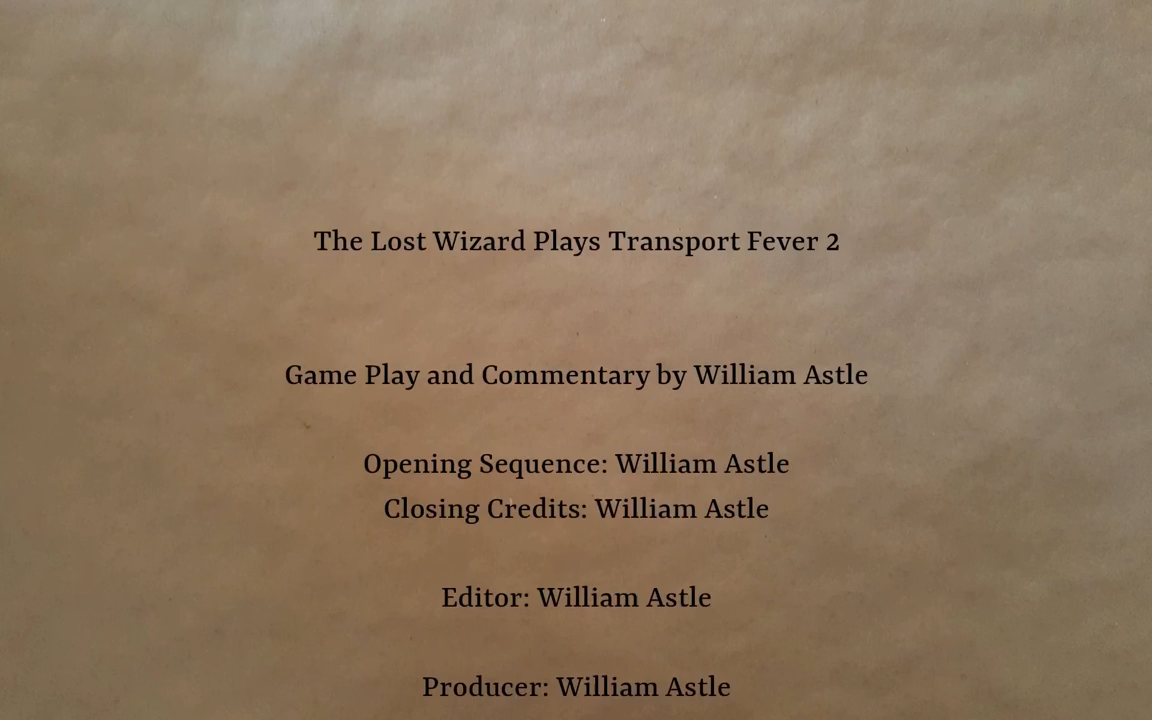 The Lost Wizard Plays Transport Fever 2
Game Play and Commentary by William Astle
Opening Sequence: William Astle
Closing Credits: William Astle
Editor: William Astle
Producer: William Astle